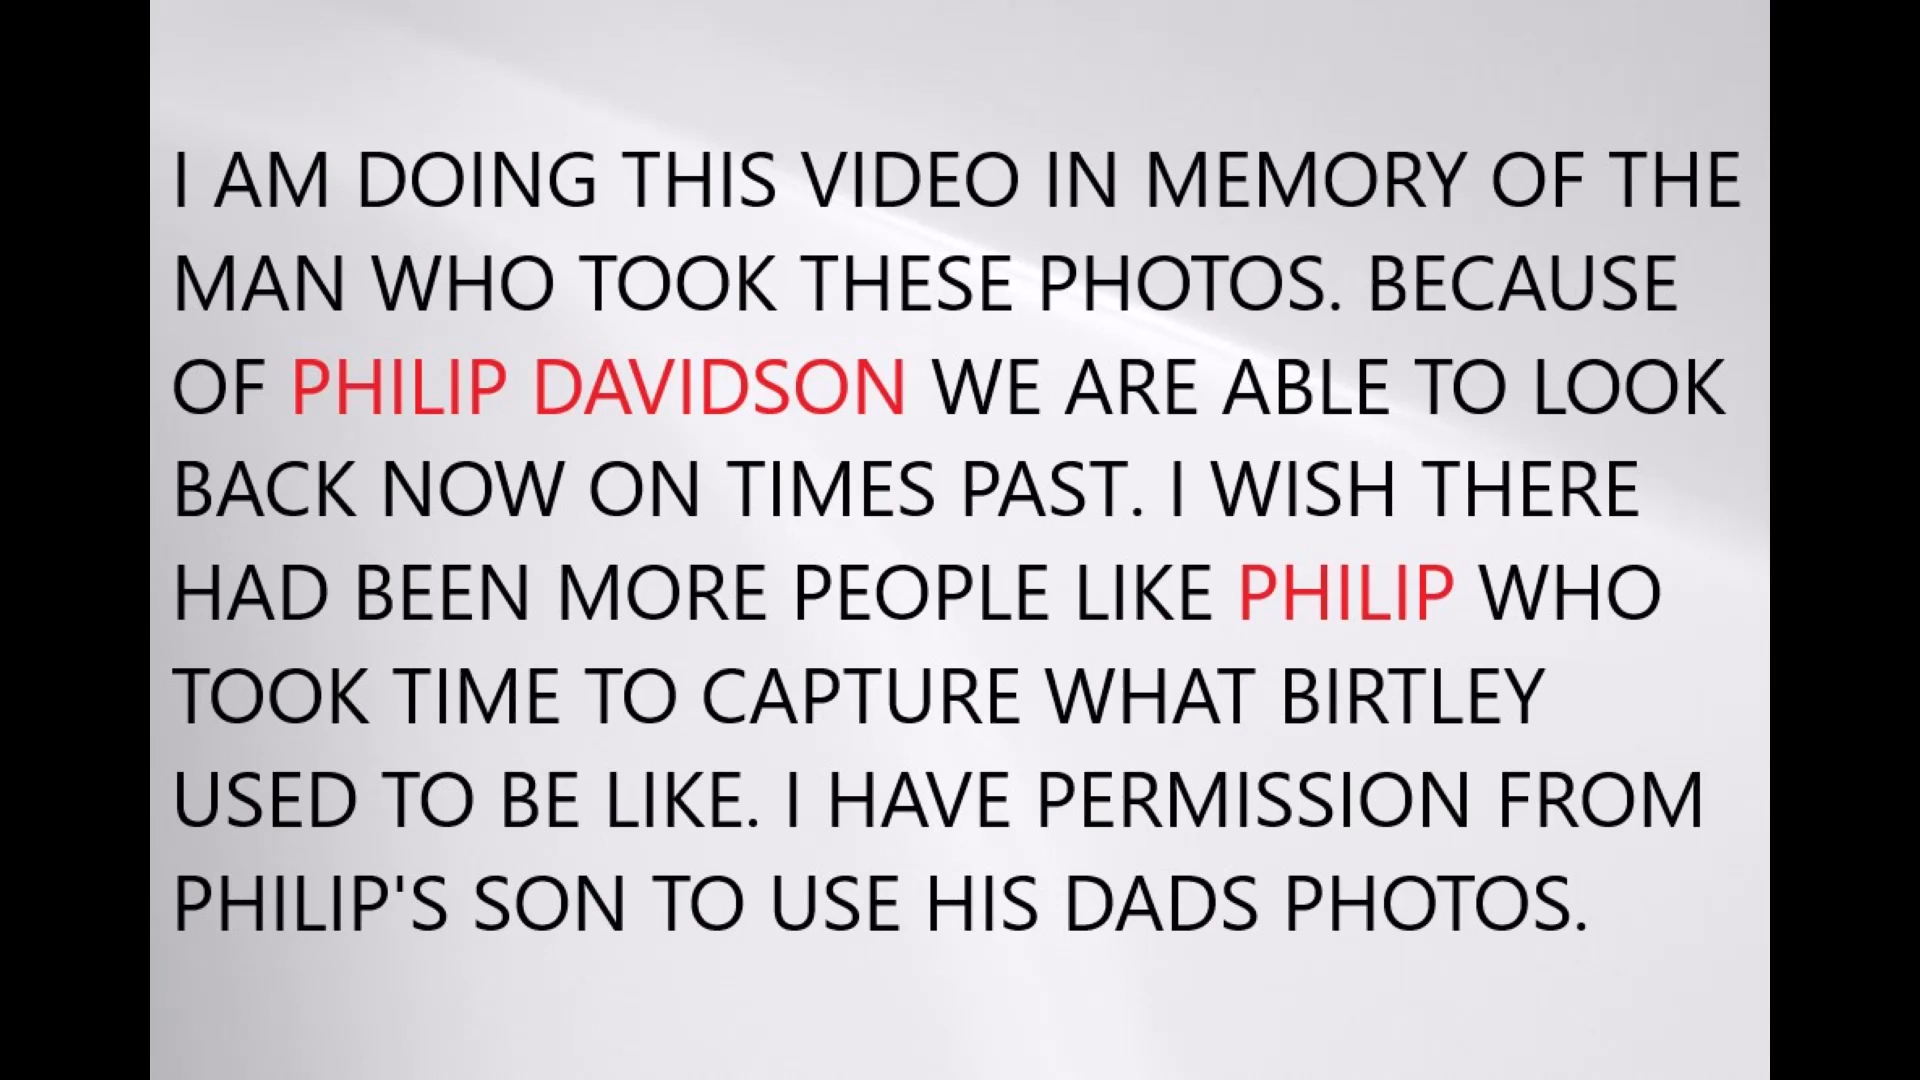 I AM DOING THIS VIDEO IN MEMORY OF THE
MAN WHO TOOK THESE PHOTOS. BECAUSE
OF PHILIP DAVIDSON WE ARE ABLE TO LOOK
BACK NOW ON TIMES PAST. I WISH THERE
HAD BEEN MORE PEOPLE LIKE PHILIP WHO
TOOK TIME TO CAPTURE WHAT BIRTLEY
USED TO BE LIKE. I HAVE PERMISSION FROM
PHILIP'S SON TO USE HIS DADS PHOTOS.